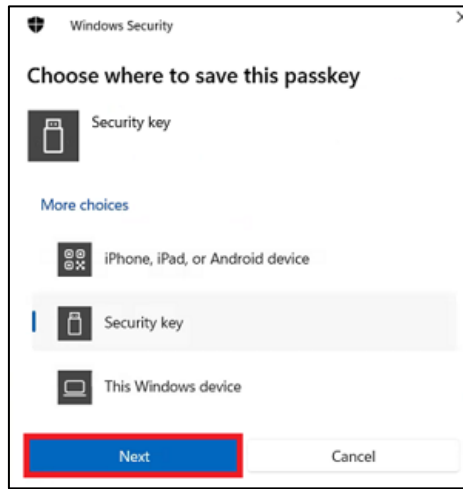 Windows Security
Choose where to save this passkey
Security key
More choices
iPhone, iPad, or Android device
Security key
This Windows device
Next
Cancel